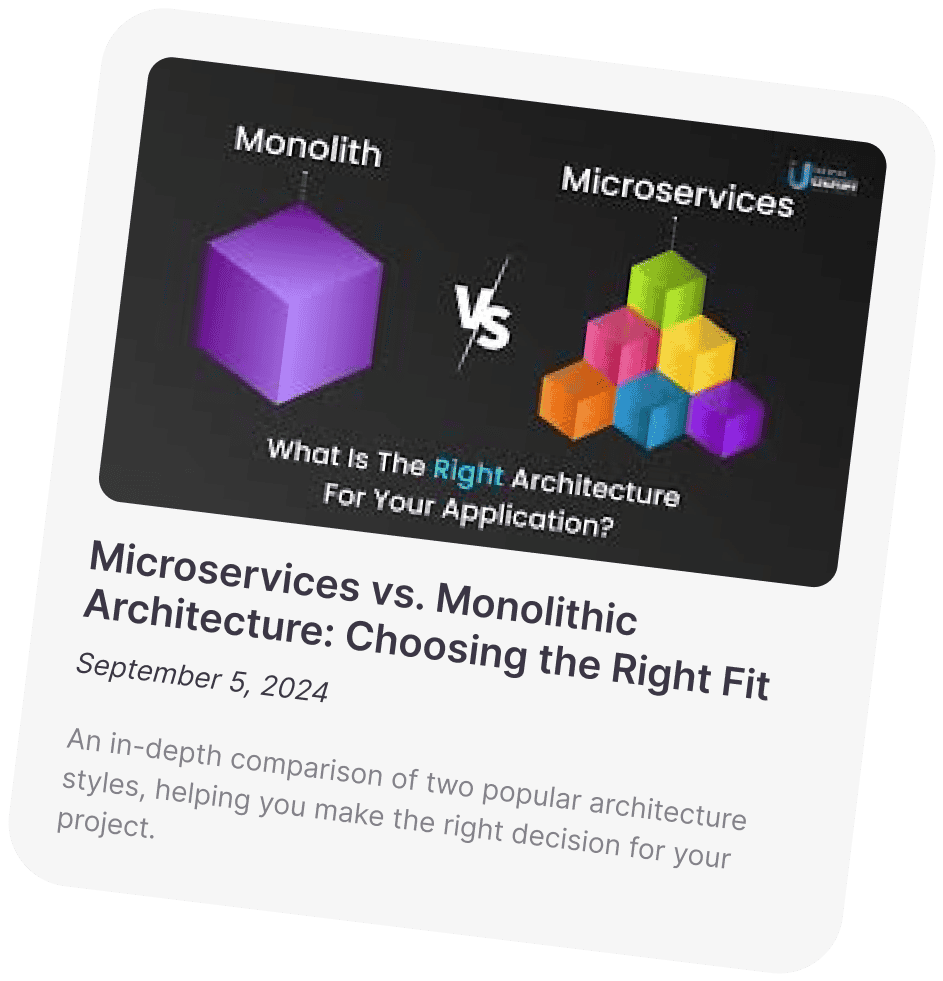 Monolith
Microservices
VS
What Is The Right Architecture
For Your Application?
Microservices vs. Monolithic
Architecture: Choosing the Right Fit
September 5, 2024
An in-depth comparison of two popular architecture
styles, helping you make the right decision for your
project.